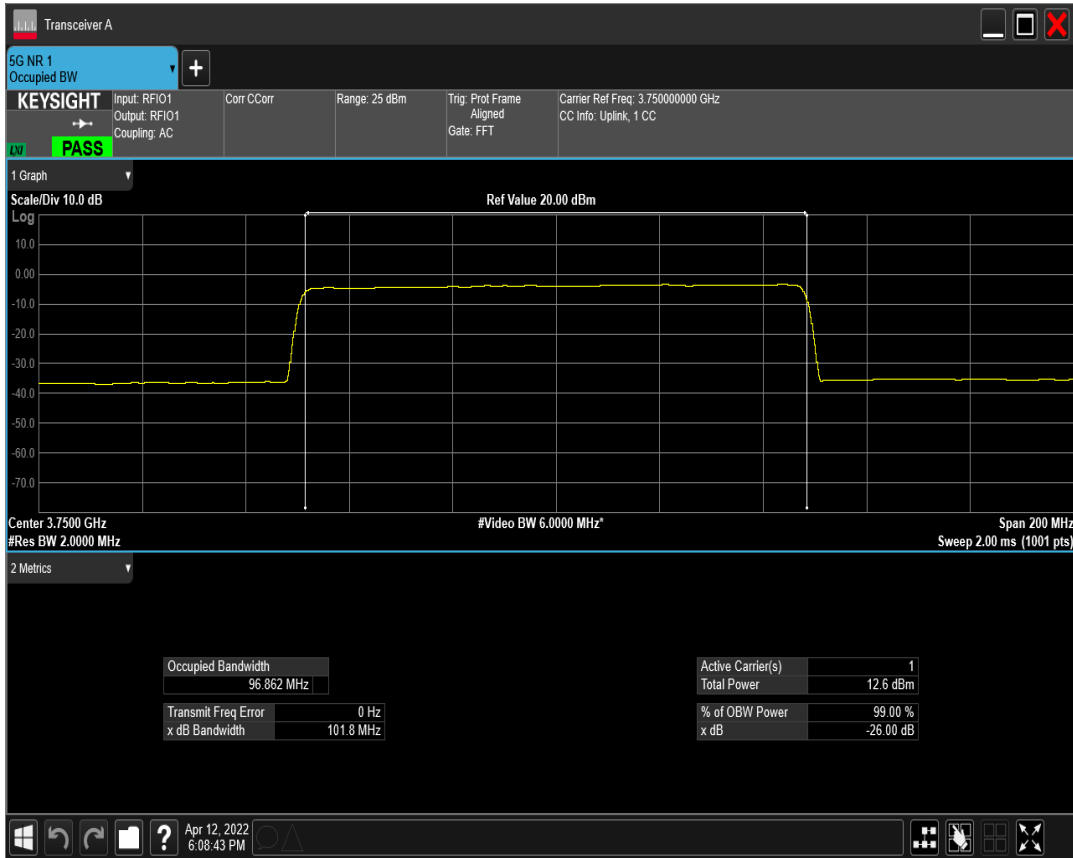 Transceiver A
5G NR 1
Occupied BW
KEYSIGHT
LXI
PASS
Input: RFIO1
Output: RFIO1
Coupling: AC
Corr CCorr
Range: 25 dBm
Trig: Prot Frame
Aligned
Gate: FFT
Carrier Ref Freq: 3.750000000 GHz
CC Info: Uplink, 1 CC
1 Graph
Scale/Div 10.0 dB
Ref Value 20.00 dBm
Log
10.0
0.00
-10.0
-20.0
-30.0
-40.0
-50.0
-60.0
-70.0
Center 3.7500 GHz
#Video BW 6.0000 MHz*
Span 200 MHz
#Res BW 2.0000 MHz
Sweep 2.00 ms (1001 pts)
2 Metrics
Occupied Bandwidth
96.862 MHz
Transmit Freq Error 0 Hz
x dB Bandwidth 101.8 MHz
Active Carrier(s) 1
Total Power 12.6 dBm
% of OBW Power 99.00 %
x dB -26.00 dB
?
Apr 12, 2022
6:08:43 PM